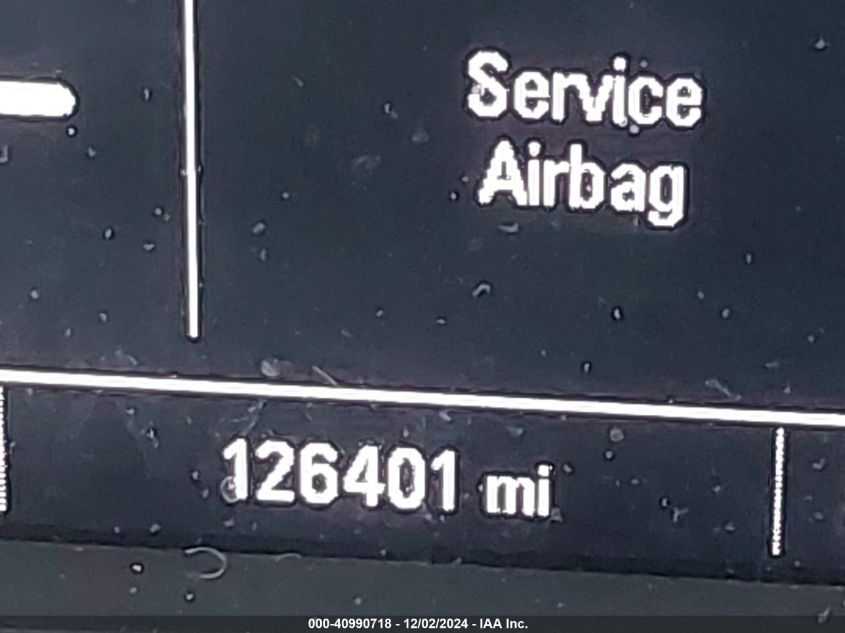 Service
Airbag
126401 mi
000-40990718 - 12/02/2024 - IAA Inc.